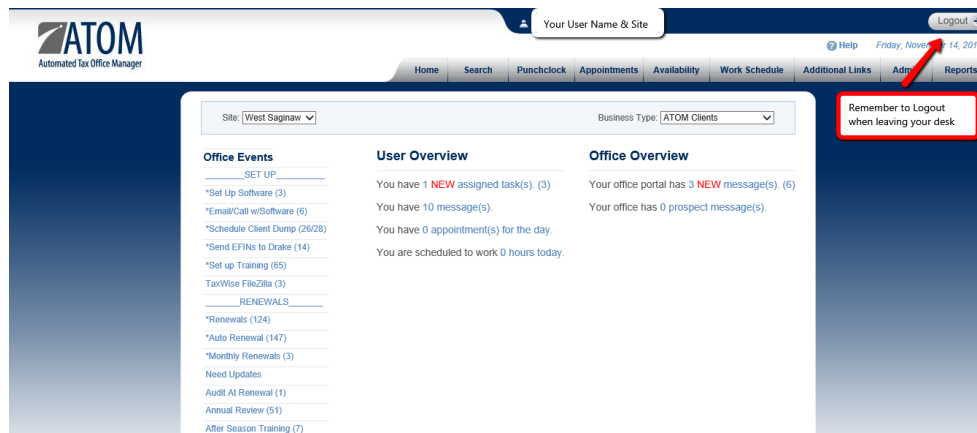 ATOM
Automated Tax Office Manager
Your User Name & Site
Logout
Help Friday, November 14, 201
Home Search Punchclock Appointments Availability Work Schedule Additional Links Reports
Remember to Logout
when leaving your desk
Site: West Saginaw Business Type: ATOM Clients
Office Events
SET UP
*Set Up Software (3)
*Email/Call w/Software (6)
*Schedule Client Dump (26/28)
*Send EFINs to Drake (14)
*Set up Training (65)
TaxWise FileZilla (3)
RENEWALS
*Renewals (124)
*Auto Renewal (147)
*Monthly Renewals (3)
Need Updates
Audit At Renewal (1)
Annual Review (51)
After Season Training (7)
User Overview
You have 1 NEW assigned task(s). (3)
You have 10 message(s).
You have 0 appointment(s) for the day.
You are scheduled to work 0 hours today.
Office Overview
Your office portal has 3 NEW message(s). (6)
Your office has 0 prospect message(s).